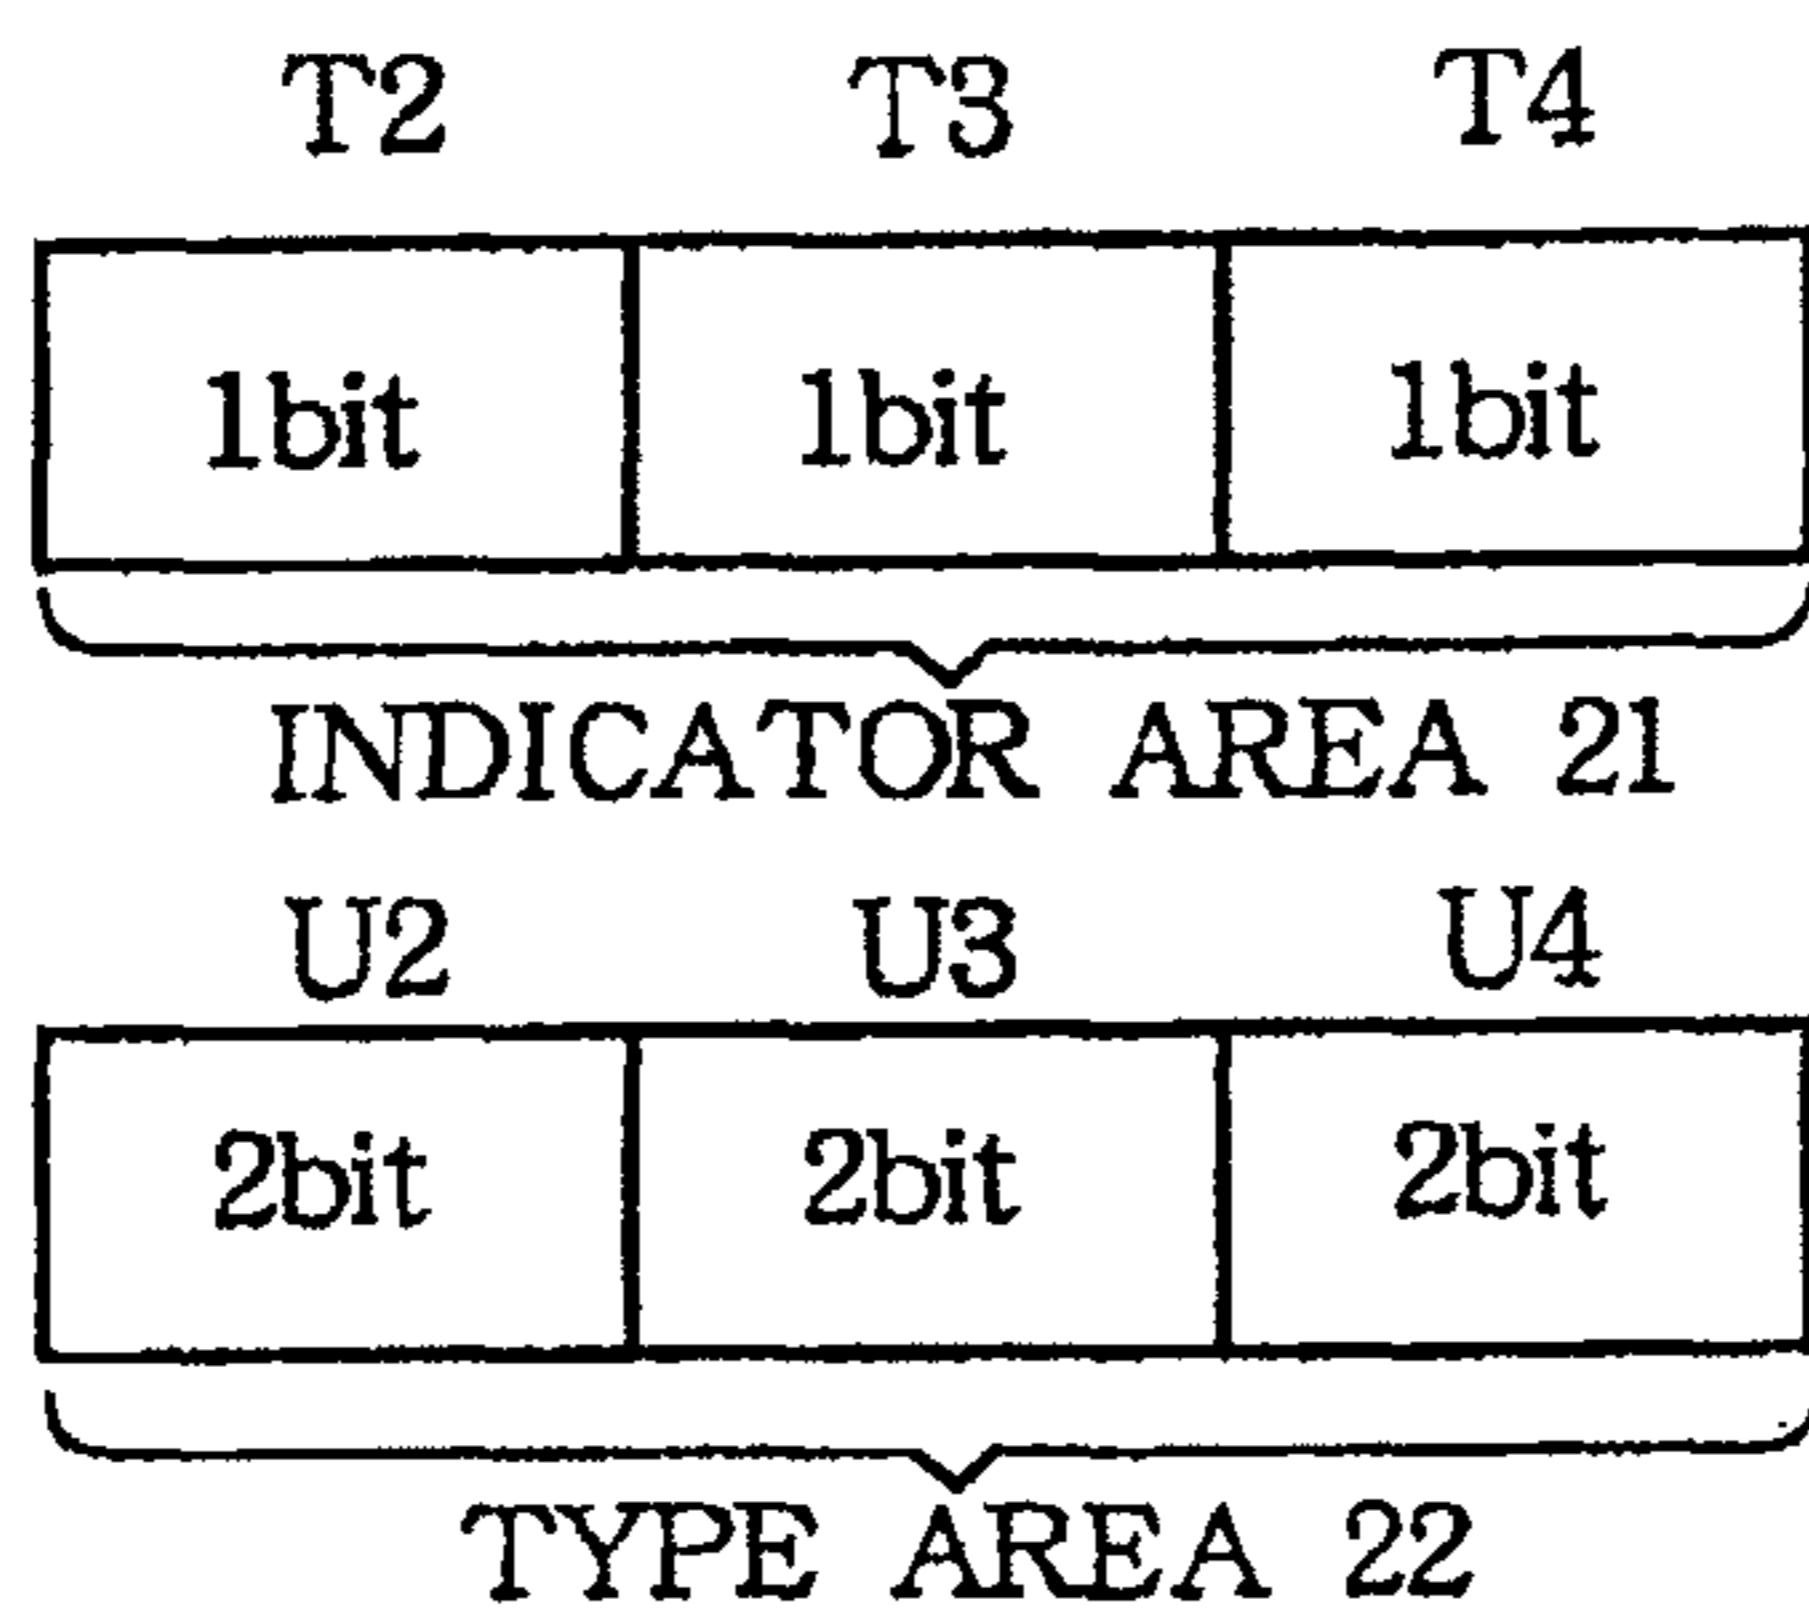 T2 T3 T4
1bit 1bit 1bit
INDICATOR AREA 21
U2 U3 U4
2bit 2bit 2bit
TYPE AREA 22